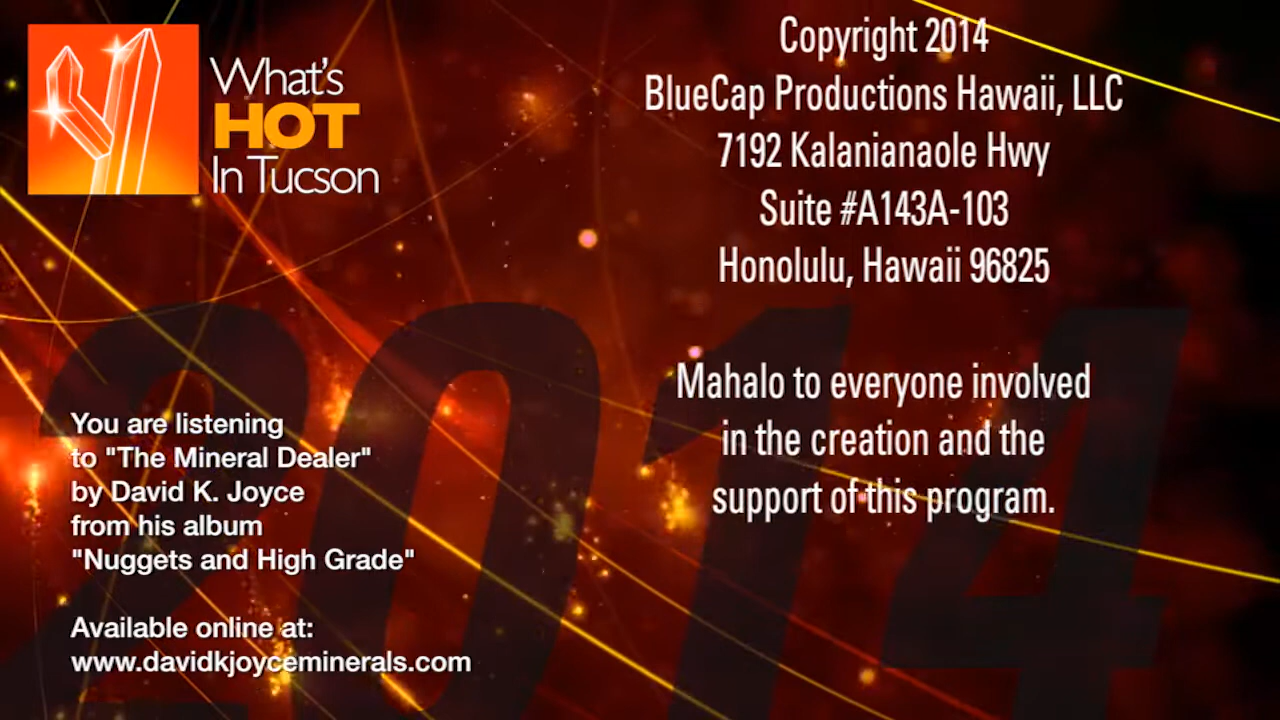 What's
HOT
In Tucson
Copyright 2014
BlueCap Productions Hawaii, LLC
7192 Kalanianaole Hwy
Suite #A143A-103
Honolulu, Hawaii 96825
Mahalo to everyone involved
in the creation and the
support of this program.
2014
You are listening
to "The Mineral Dealer"
by David K. Joyce
from his album
"Nuggets and High Grade"
Available online at:
www.davidkjoyceminerals.com